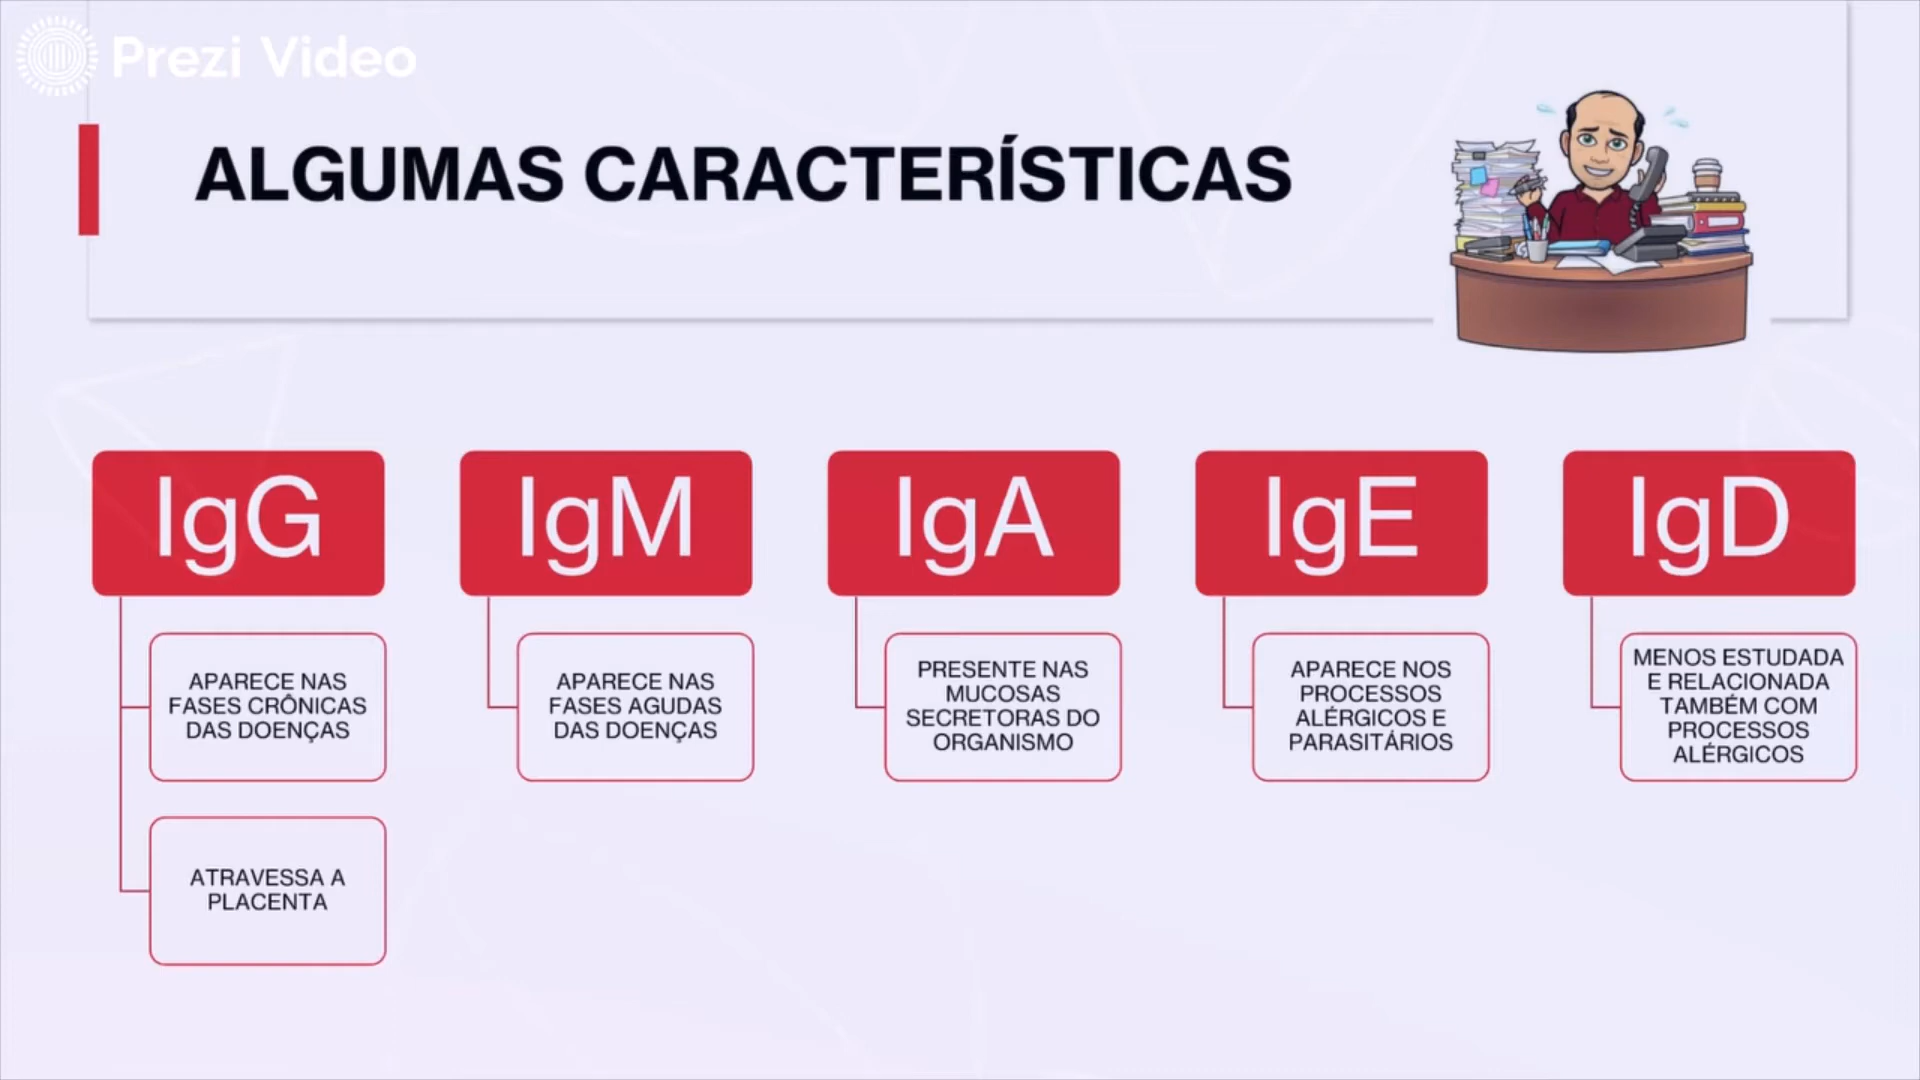 Prezi Video
ALGUMAS CARACTERÍSTICAS
IgG
APARECE NAS
FASES CRÔNICAS
DAS DOENÇAS
ATRAVESSA A
PLACENTA
IgM
APARECE NAS
FASES AGUDAS
DAS DOENÇAS
IgA
PRESENTE NAS
MUCOSAS
SECRETORAS DO
ORGANISMO
IgE
APARECE NOS
PROCESSOS
ALÉRGICOS E
PARASITÁRIOS
IgD
MENOS ESTUDADA
E RELACIONADA
TAMBÉM COM
PROCESSOS
ALÉRGICOS